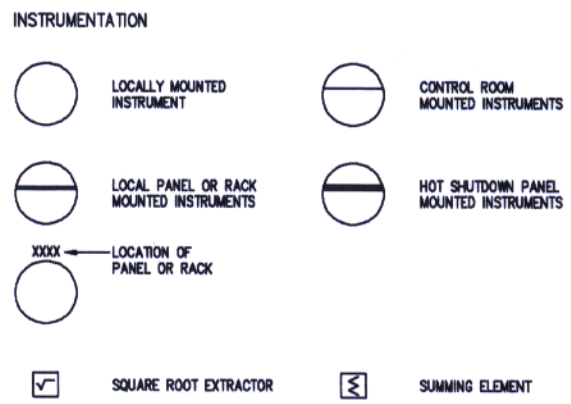 INSTRUMENTATION
LOCALLY MOUNTED
INSTRUMENT
CONTROL ROOM
MOUNTED INSTRUMENTS
LOCAL PANEL OR RACK
MOUNTED INSTRUMENTS
HOT SHUTDOWN PANEL
MOUNTED INSTRUMENTS
XXXX
LOCATION OF
PANEL OR RACK
√
SQUARE ROOT EXTRACTOR
SUMMING ELEMENT